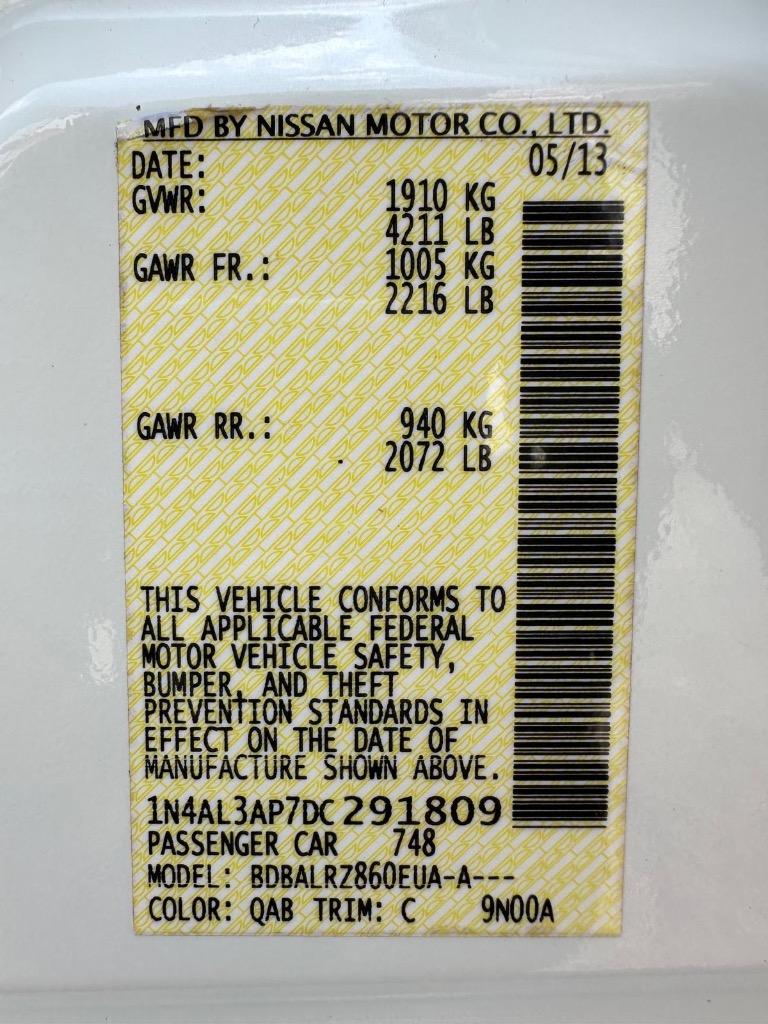 MFD BY NISSAN MOTOR CO., LTD.
DATE: 05/13
GVWR: 1910 KG
4211 LB
GAWR FR.: 1005 KG
2216 LB
GAWR RR.: 940 KG
2072 LB
THIS VEHICLE CONFORMS TO
ALL APPLICABLE FEDERAL
MOTOR VEHICLE SAFETY,
BUMPER, AND THEFT
PREVENTION STANDARDS IN
EFFECT ON THE DATE OF
MANUFACTURE SHOWN ABOVE.
1N4AL3AP7DC291809
PASSENGER CAR 748
MODEL: BDBALRZ860EUA-A---
COLOR: QAB TRIM: C 9N00A